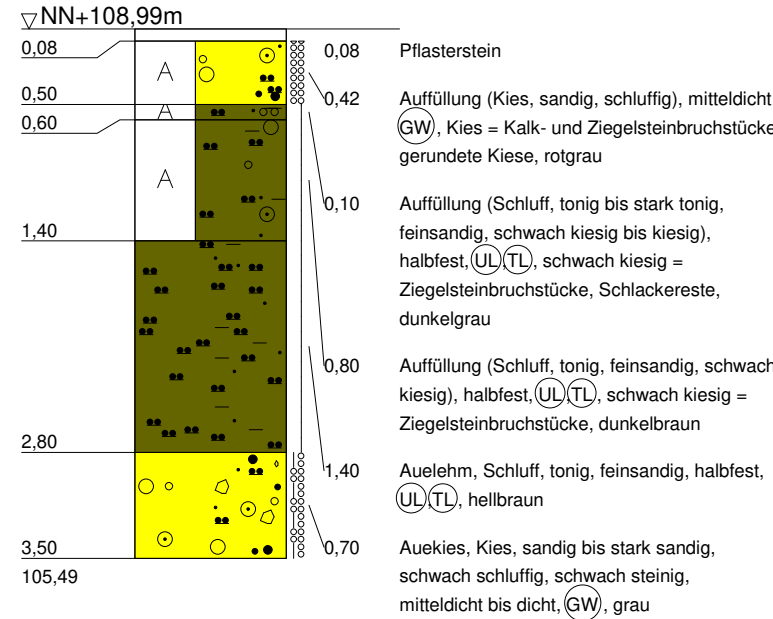 NN+108,99m
0,08
0,08 Pflasterstein
A
0,50
0,42 Auffüllung (Kies, sandig, schluffig), mitteldicht
GW, Kies = Kalk- und Ziegelsteinbruchstücke
gerundete Kiese, rotgrau
A
0,60
A
0,10 Auffüllung (Schluff, tonig bis stark tonig,
feinsandig, schwach kiesig bis kiesig),
halbfest, UL, TL, schwach kiesig =
Ziegelsteinbruchstücke, Schlackereste,
dunkelgrau
1,40
0,80 Auffüllung (Schluff, tonig, feinsandig, schwach
kiesig), halbfest, UL, TL, schwach kiesig =
Ziegelsteinbruchstücke, dunkelbraun
2,80
1,40 Auelehm, Schluff, tonig, feinsandig, halbfest,
UL, TL, hellbraun
3,50
0,70 Auekies, Kies, sandig bis stark sandig,
schwach schluffig, schwach steinig,
mitteldicht bis dicht, GW, grau
105,49